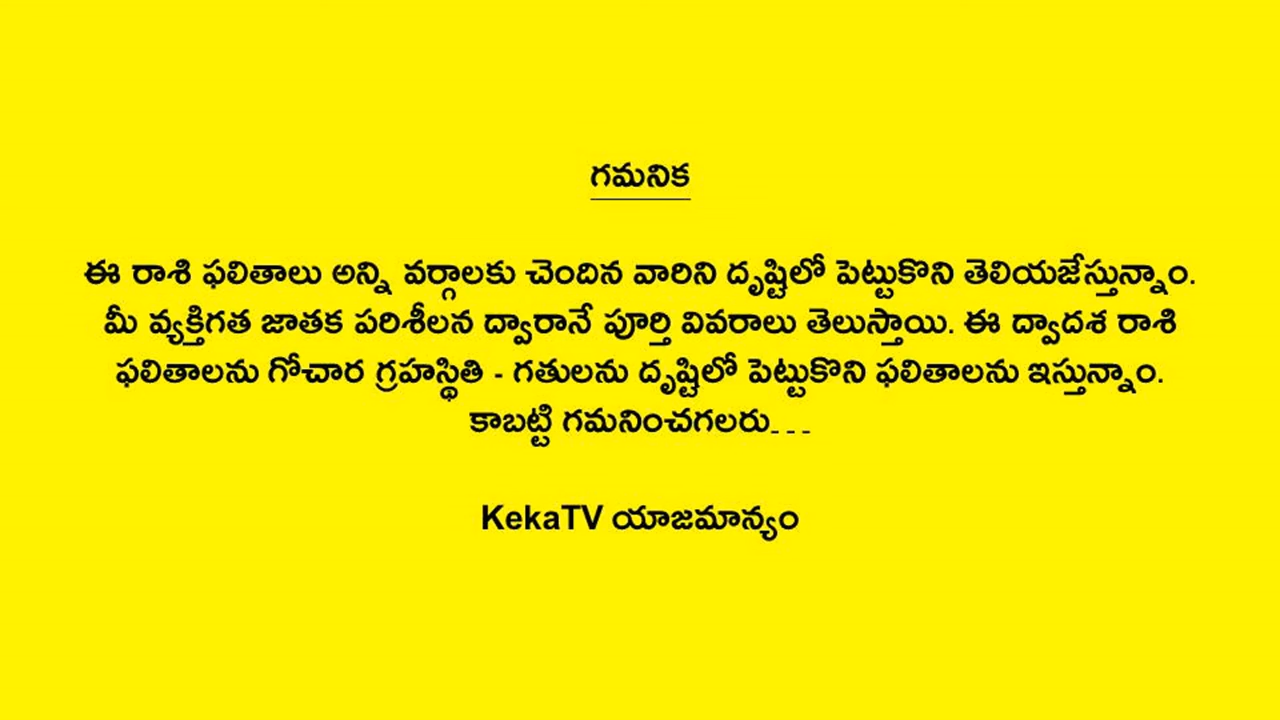 గమనిక
ఈ రాశి ఫలితాలు అన్ని వర్గాలకు చెందిన వారిని దృష్టిలో పెట్టుకొని తెలియజేస్తున్నాం.
మీ వ్యక్తిగత జాతక పరిశీలన ద్వారానే పూర్తి వివరాలు తెలుస్తాయి. ఈ ద్వాదశ రాశి
ఫలితాలను గోచార గ్రహస్థితి - గతులను దృష్టిలో పెట్టుకొని ఫలితాలను ఇస్తున్నాం.
కాబట్టి గమనించగలరు...
KekaTV యాజమాన్యం